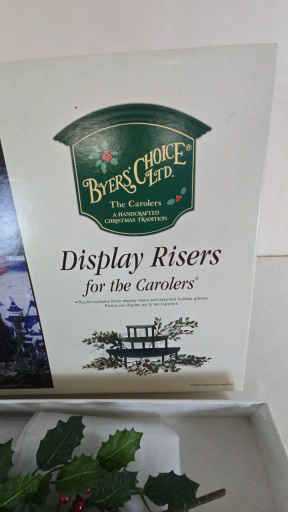 BYERS' CHOICE®
LTD.
The Carolers
A HANDCRAFTED
CHRISTMAS TRADITION
Display Risers
for the Carolers®